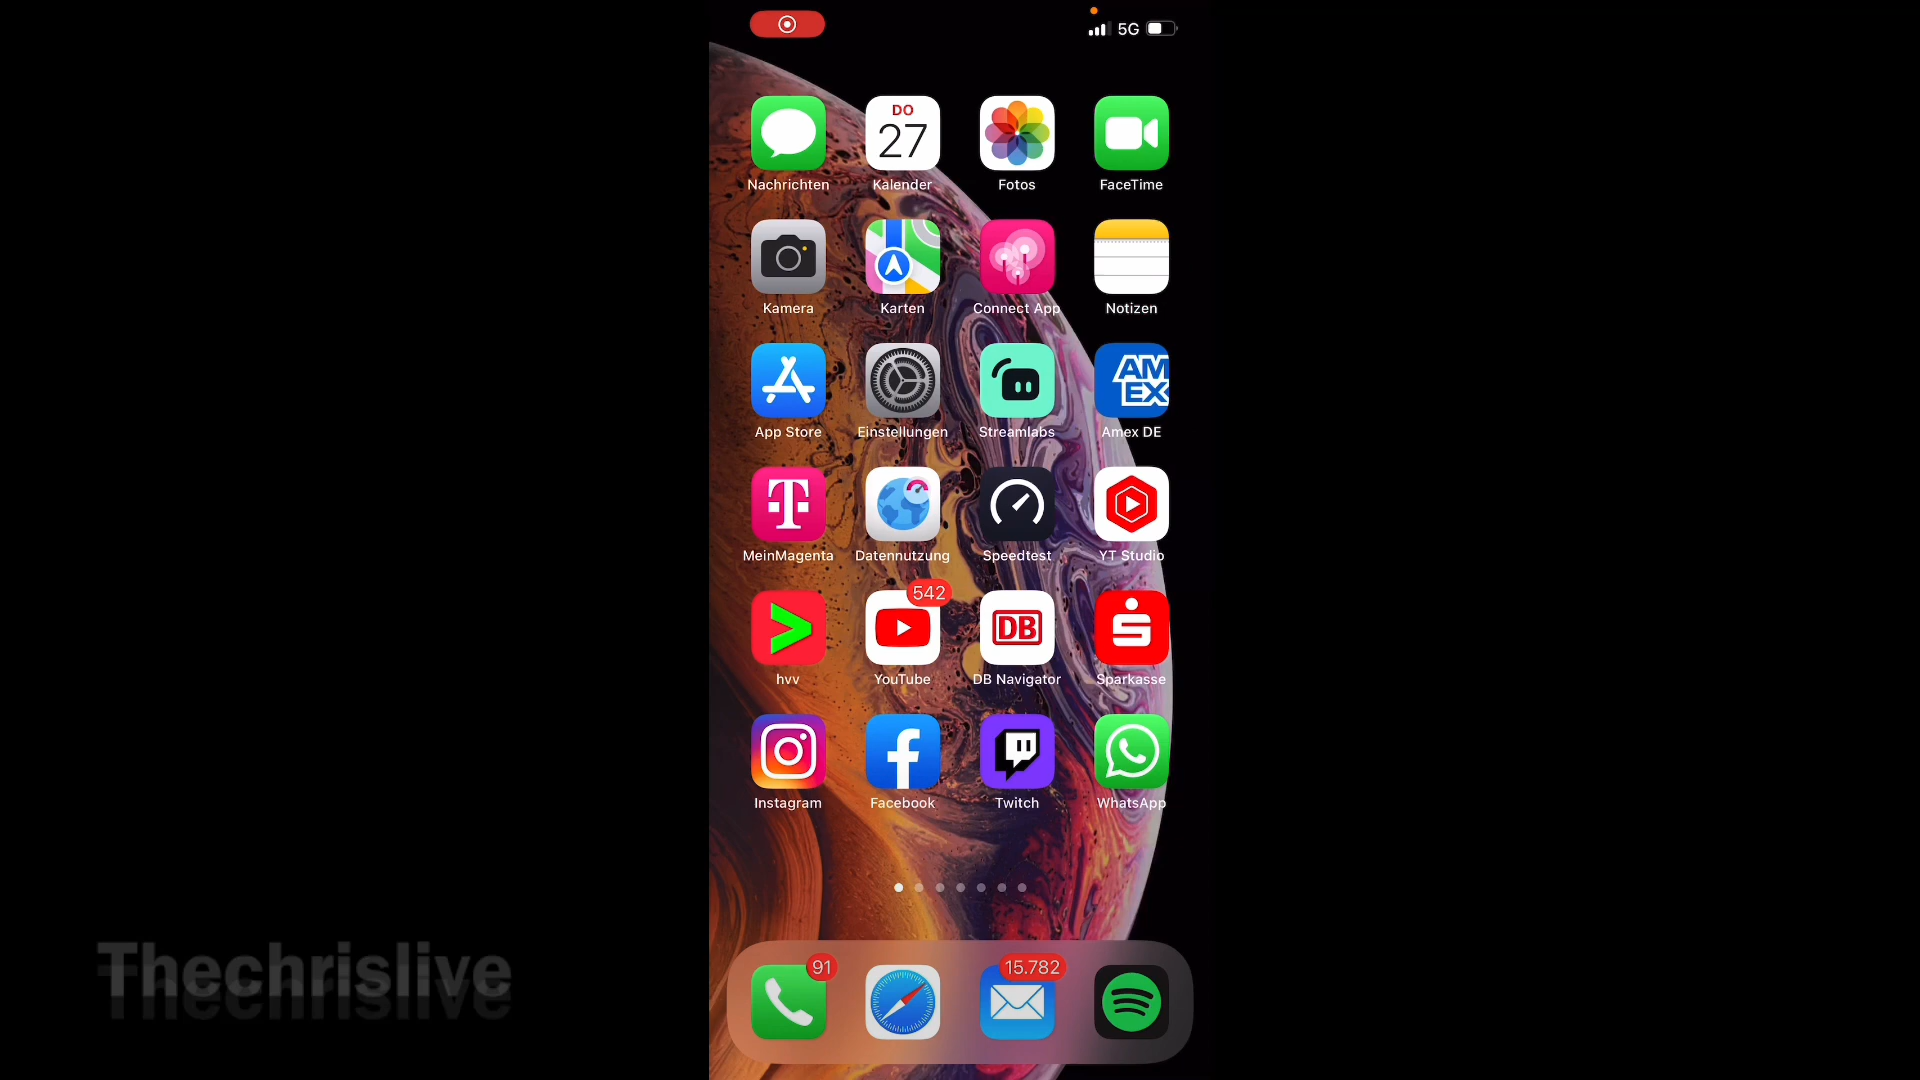 5G
DO
27
Nachrichten
Kalender
Fotos
FaceTime
Kamera
Karten
Connect App
Notizen
AM
EX
App Store
Einstellungen
Streamlabs
Amex DE
T
MeinMagenta
Datennutzung
Speedtest
YT Studio
542
DB
hvv
YouTube
DB Navigator
Sparkasse
Instagram
Facebook
Twitch
WhatsApp
91
15.782
Thechrislive